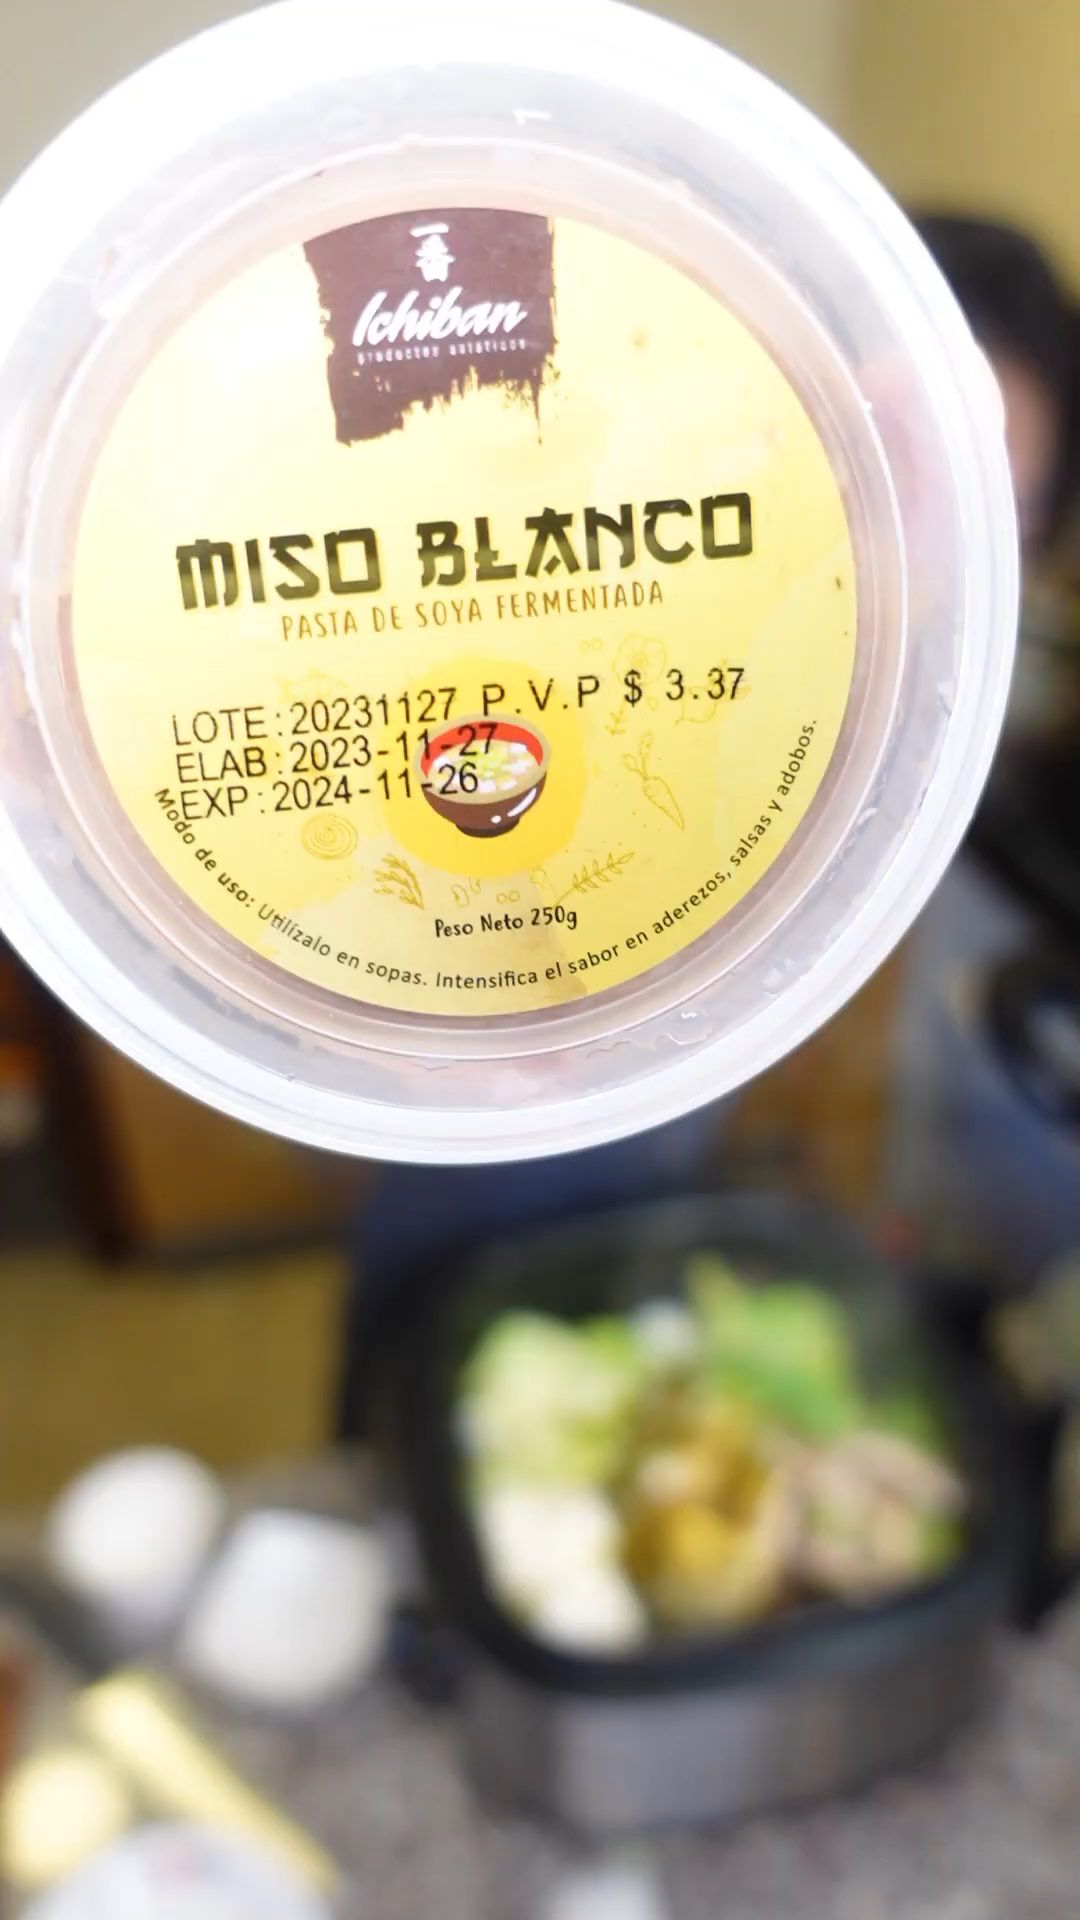 一番
Ichiban
productos asiáticos
MISO BLANCO
PASTA DE SOYA FERMENTADA
LOTE:20231127 P.V.P $ 3.37
ELAB:2023-11-27
EXP:2024-11-26
Peso Neto 250g
Modo de uso: Utilízalo en sopas. Intensifica el sabor en aderezos, salsas y adobos.